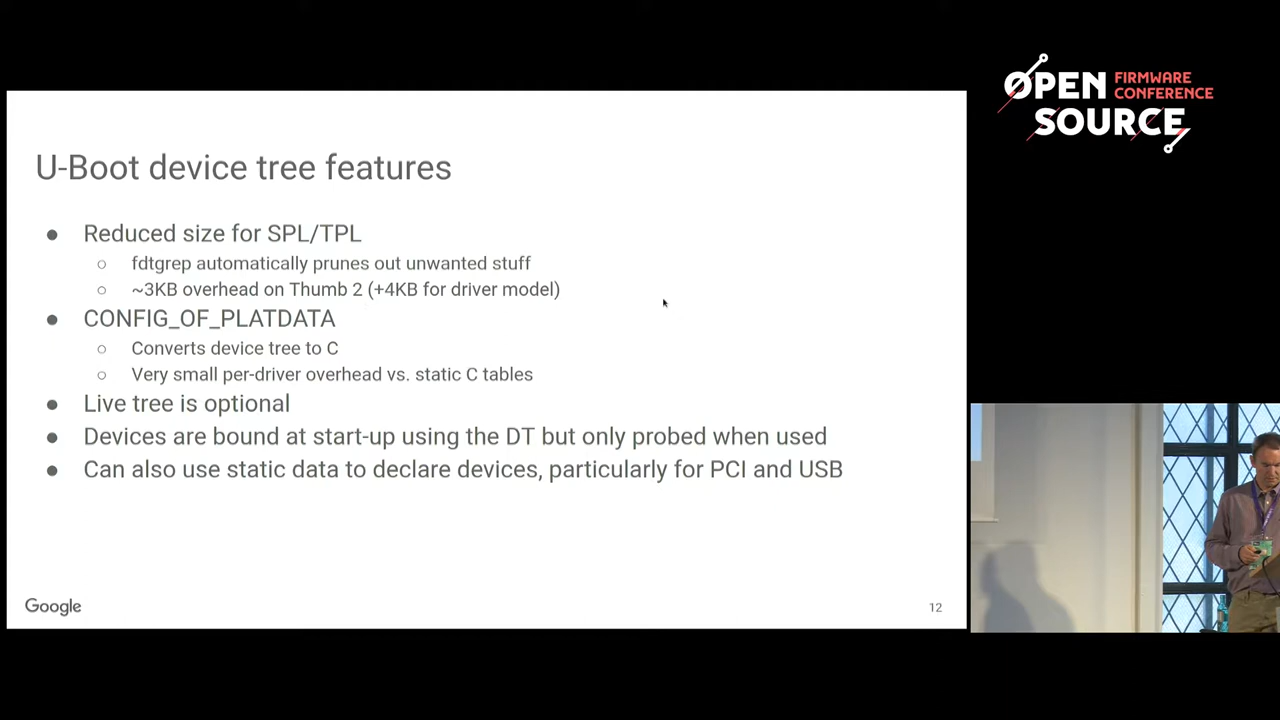 OPEN FIRMWARE
CONFERENCE
SOURCE
U-Boot device tree features
● Reduced size for SPL/TPL
○ fdtgrep automatically prunes out unwanted stuff
○ ~3KB overhead on Thumb 2 (+4KB for driver model)
● CONFIG_OF_PLATDATA
○ Converts device tree to C
○ Very small per-driver overhead vs. static C tables
● Live tree is optional
● Devices are bound at start-up using the DT but only probed when used
● Can also use static data to declare devices, particularly for PCI and USB
Google
12